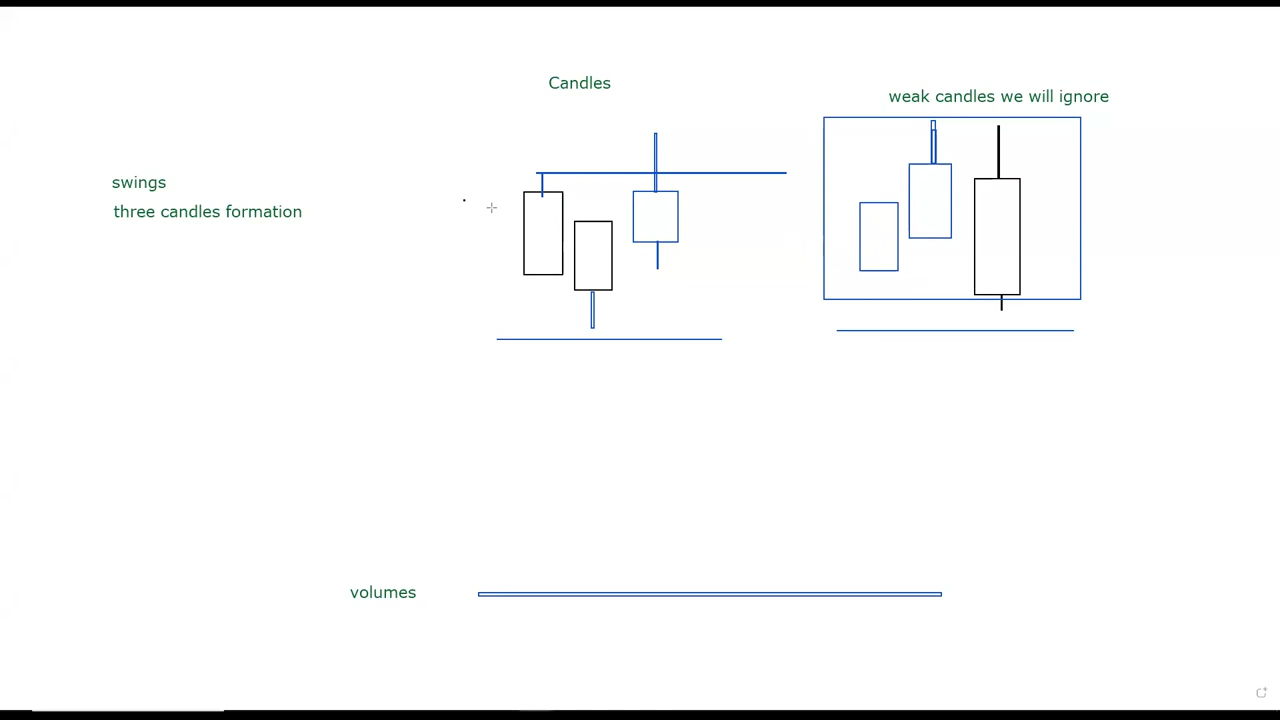 Candles
weak candles we will ignore
swings
three candles formation
volumes